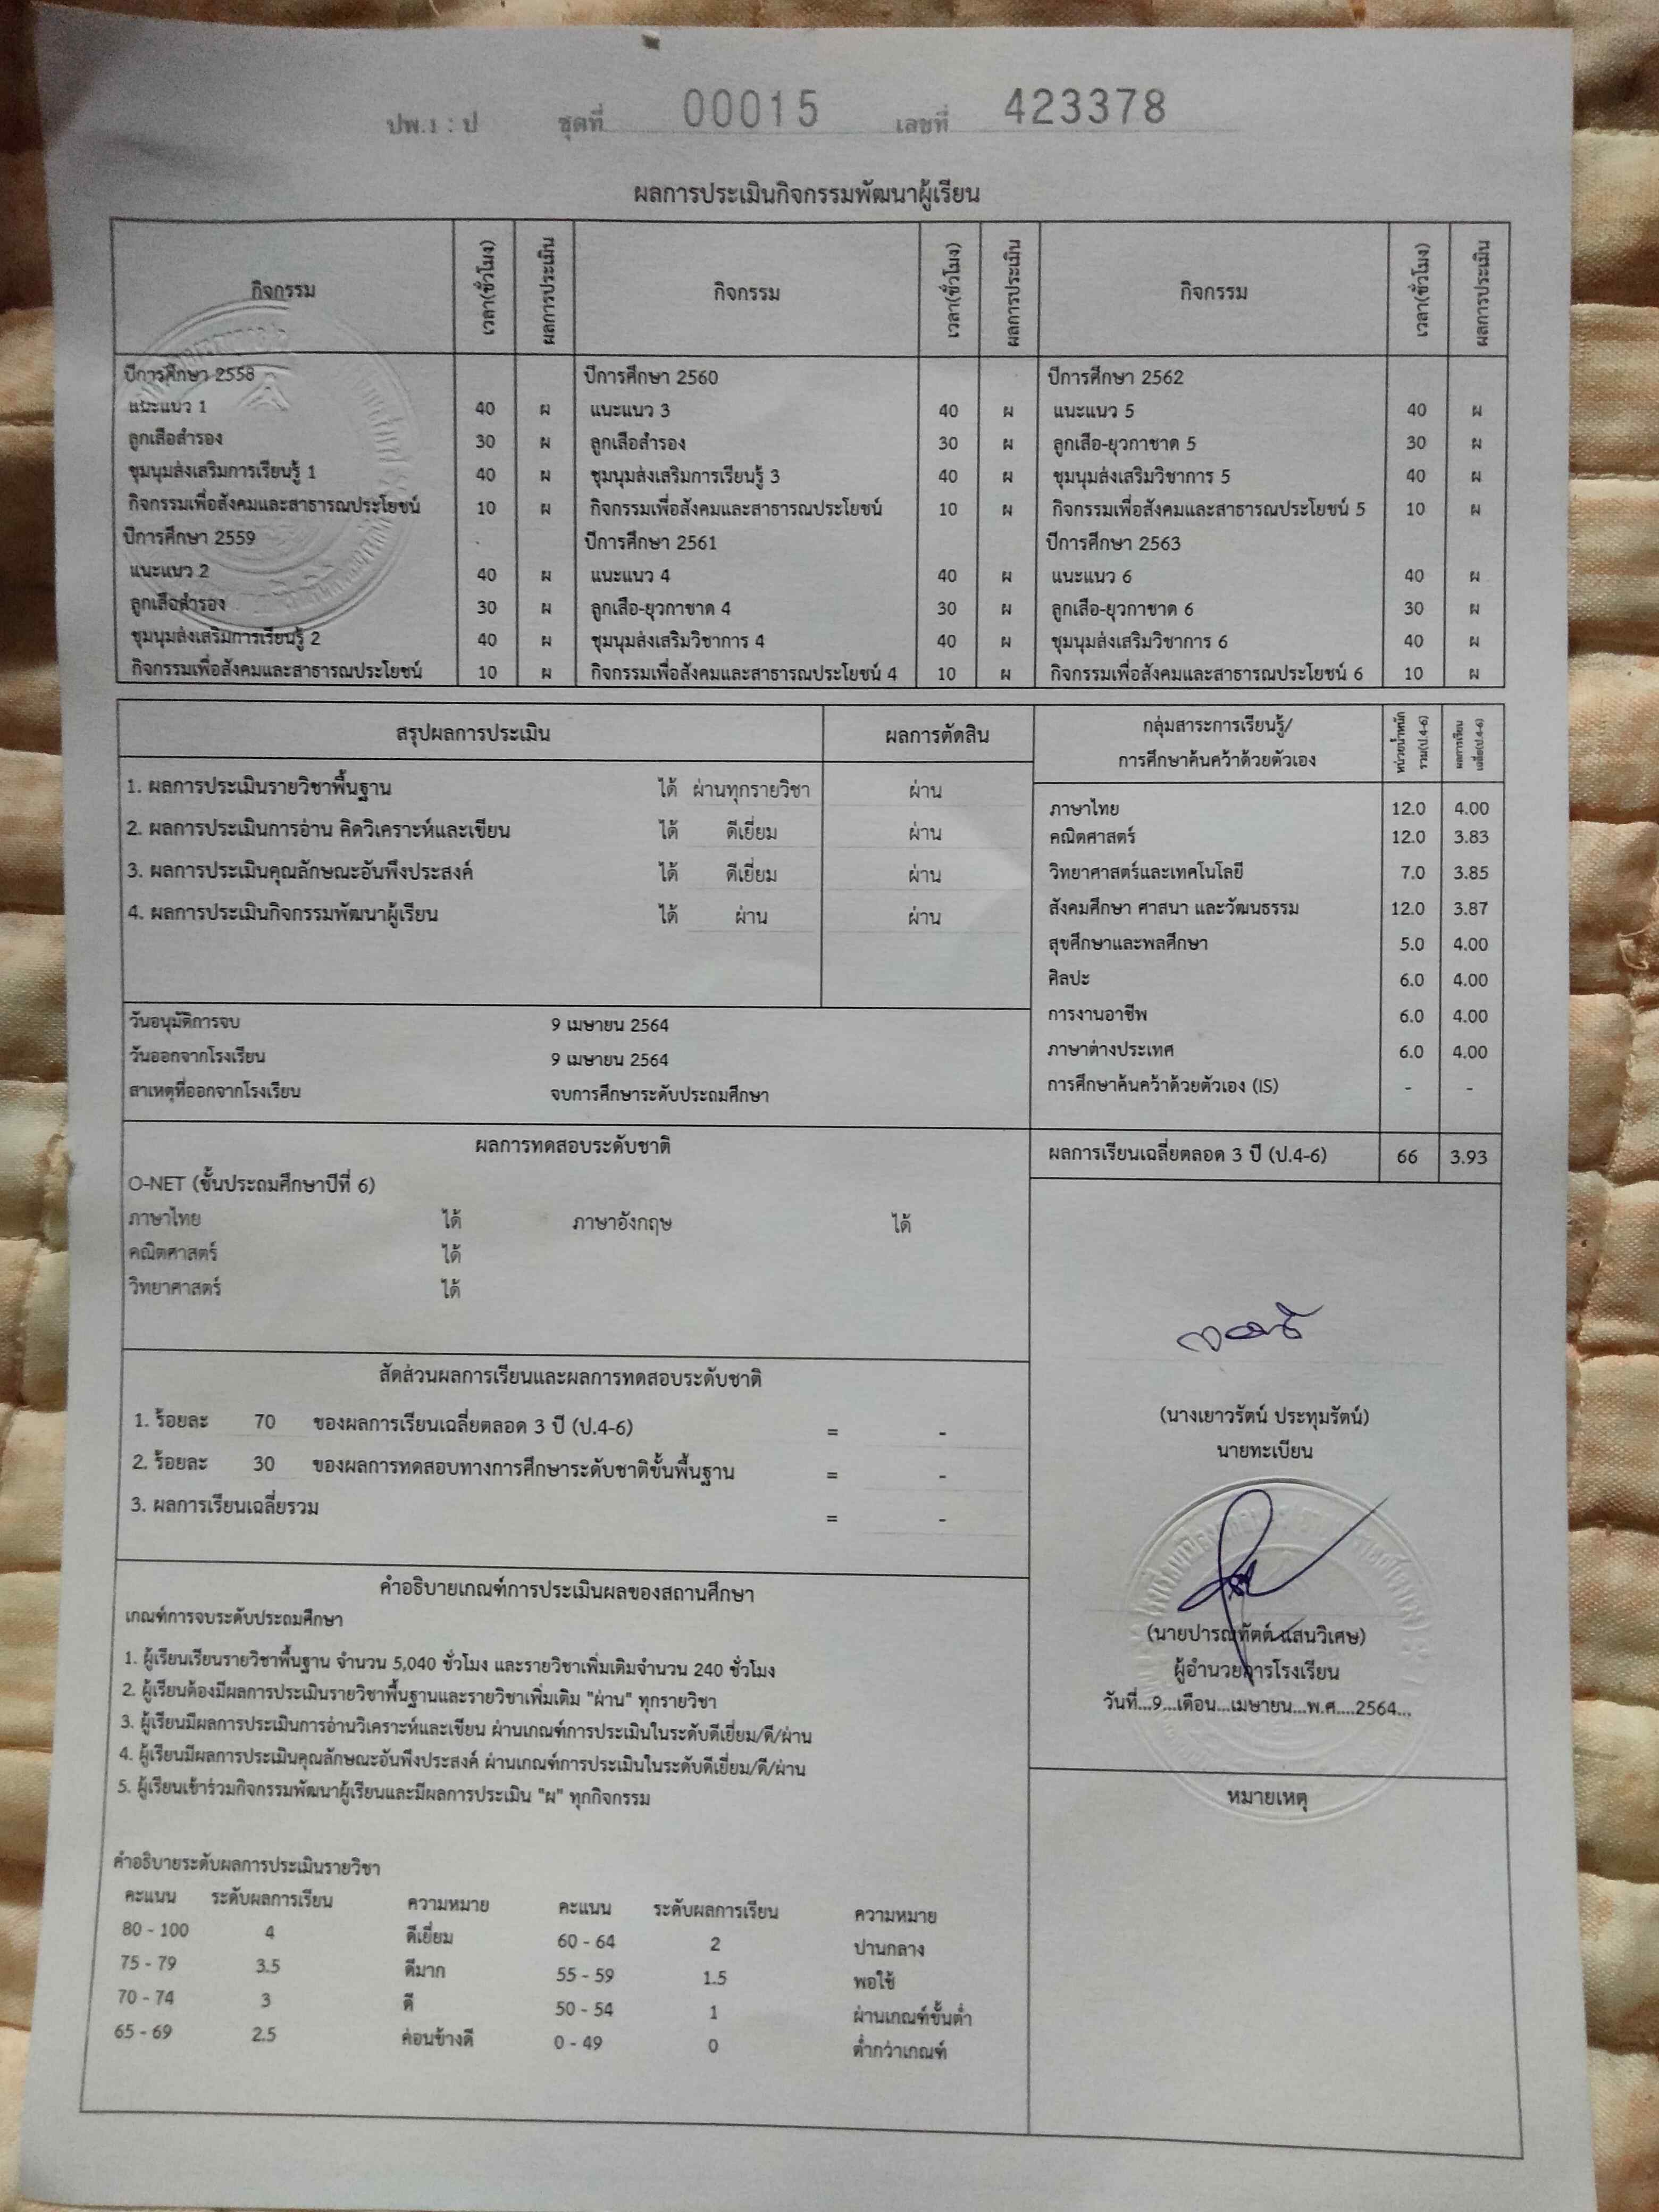 ปพ.1 : ป ชุดที่ 00015 เลขที่ 423378
ผลการประเมินกิจกรรมพัฒนาผู้เรียน
กิจกรรม เวลา(ชั่วโมง) ผลการประเมิน กิจกรรม เวลา(ชั่วโมง) ผลการประเมิน กิจกรรม เวลา(ชั่วโมง) ผลการประเมิน
ปีการศึกษา 2558 ปีการศึกษา 2560 ปีการศึกษา 2562
แนะแนว 1 40 ผ แนะแนว 3 40 ผ แนะแนว 5 40 ผ
ลูกเสือสำรอง 30 ผ ลูกเสือสำรอง 30 ผ ลูกเสือ-ยุวกาชาด 5 30 ผ
ชุมนุมส่งเสริมการเรียนรู้ 1 40 ผ ชุมนุมส่งเสริมการเรียนรู้ 3 40 ผ ชุมนุมส่งเสริมวิชาการ 5 40 ผ
กิจกรรมเพื่อสังคมและสาธารณประโยชน์ 10 ผ กิจกรรมเพื่อสังคมและสาธารณประโยชน์ 10 ผ กิจกรรมเพื่อสังคมและสาธารณประโยชน์ 5 10 ผ
ปีการศึกษา 2559 ปีการศึกษา 2561 ปีการศึกษา 2563
แนะแนว 2 40 ผ แนะแนว 4 40 ผ แนะแนว 6 40 ผ
ลูกเสือสำรอง 30 ผ ลูกเสือ-ยุวกาชาด 4 30 ผ ลูกเสือ-ยุวกาชาด 6 30 ผ
ชุมนุมส่งเสริมการเรียนรู้ 2 40 ผ ชุมนุมส่งเสริมวิชาการ 4 40 ผ ชุมนุมส่งเสริมวิชาการ 6 40 ผ
กิจกรรมเพื่อสังคมและสาธารณประโยชน์ 10 ผ กิจกรรมเพื่อสังคมและสาธารณประโยชน์ 4 10 ผ กิจกรรมเพื่อสังคมและสาธารณประโยชน์ 6 10 ผ
สรุปผลการประเมิน ผลการตัดสิน
1. ผลการประเมินรายวิชาพื้นฐาน ได้ ผ่านทุกรายวิชา ผ่าน
2. ผลการประเมินการอ่าน คิดวิเคราะห์และเขียน ได้ ดีเยี่ยม ผ่าน
3. ผลการประเมินคุณลักษณะอันพึงประสงค์ ได้ ดีเยี่ยม ผ่าน
4. ผลการประเมินกิจกรรมพัฒนาผู้เรียน ได้ ผ่าน ผ่าน
วันอนุมัติการจบ 9 เมษายน 2564
วันออกจากโรงเรียน 9 เมษายน 2564
สาเหตุที่ออกจากโรงเรียน จบการศึกษาระดับประถมศึกษา
ผลการทดสอบระดับชาติ
O-NET (ชั้นประถมศึกษาปีที่ 6)
ภาษาไทย ได้ ภาษาอังกฤษ ได้
คณิตศาสตร์ ได้
วิทยาศาสตร์ ได้
สัดส่วนผลการเรียนและผลการทดสอบระดับชาติ
1. ร้อยละ 70 ของผลการเรียนเฉลี่ยตลอด 3 ปี (ป.4-6) = -
2. ร้อยละ 30 ของผลการทดสอบทางการศึกษาระดับชาติขั้นพื้นฐาน = -
3. ผลการเรียนเฉลี่ยรวม = -
คำอธิบายเกณฑ์การประเมินผลของสถานศึกษา
เกณฑ์การจบระดับประถมศึกษา
1. ผู้เรียนเรียนรายวิชาพื้นฐาน จำนวน 5,040 ชั่วโมง และรายวิชาเพิ่มเติมจำนวน 240 ชั่วโมง
2. ผู้เรียนต้องมีผลการประเมินรายวิชาพื้นฐานและรายวิชาเพิ่มเติม "ผ่าน" ทุกรายวิชา
3. ผู้เรียนมีผลการประเมินการอ่านวิเคราะห์และเขียน ผ่านเกณฑ์การประเมินในระดับดีเยี่ยม/ดี/ผ่าน
4. ผู้เรียนมีผลการประเมินคุณลักษณะอันพึงประสงค์ ผ่านเกณฑ์การประเมินในระดับดีเยี่ยม/ดี/ผ่าน
5. ผู้เรียนเข้าร่วมกิจกรรมพัฒนาผู้เรียนและมีผลการประเมิน "ผ" ทุกกิจกรรม
คำอธิบายระดับผลการประเมินรายวิชา
คะแนน ระดับผลการเรียน ความหมาย คะแนน ระดับผลการเรียน ความหมาย
80 - 100 4 ดีเยี่ยม 60 - 64 2 ปานกลาง
75 - 79 3.5 ดีมาก 55 - 59 1.5 พอใช้
70 - 74 3 ดี 50 - 54 1 ผ่านเกณฑ์ขั้นต่ำ
65 - 69 2.5 ค่อนข้างดี 0 - 49 0 ต่ำกว่าเกณฑ์
กลุ่มสาระการเรียนรู้/
การศึกษาค้นคว้าด้วยตัวเอง
หน่วยน้ำหนัก
รวม(ป.4-6)
ผลการเรียน
เฉลี่ย(ป.4-6)
ภาษาไทย 12.0 4.00
คณิตศาสตร์ 12.0 3.83
วิทยาศาสตร์และเทคโนโลยี 7.0 3.85
สังคมศึกษา ศาสนา และวัฒนธรรม 12.0 3.87
สุขศึกษาและพลศึกษา 5.0 4.00
ศิลปะ 6.0 4.00
การงานอาชีพ 6.0 4.00
ภาษาต่างประเทศ 6.0 4.00
การศึกษาค้นคว้าด้วยตัวเอง (IS) - -
ผลการเรียนเฉลี่ยตลอด 3 ปี (ป.4-6) 66 3.93
(นางเยาวรัตน์ ประทุมรัตน์)
นายทะเบียน
(นายปารณทัตต์ แสนวิเศษ)
ผู้อำนวยการโรงเรียน
วันที่...9...เดือน...เมษายน...พ.ศ....2564...
หมายเหตุ